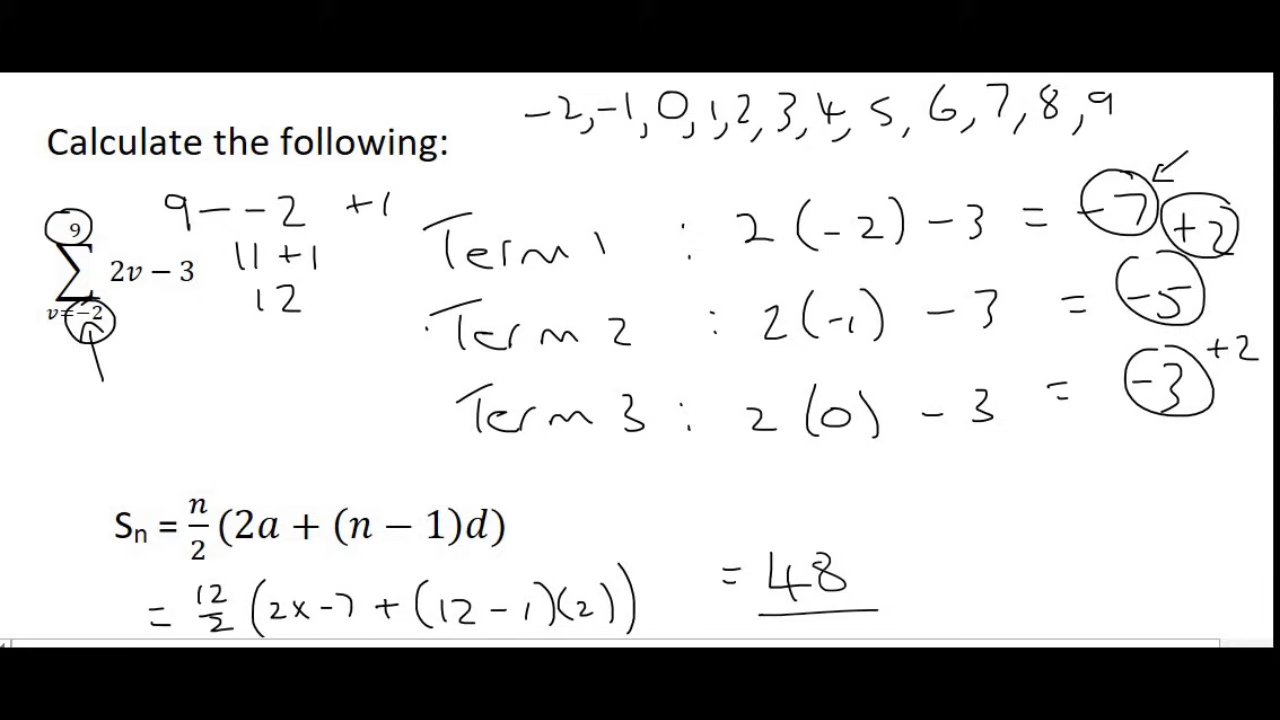 -2, -1, 0, 1, 2, 3, 4, 5, 6, 7, 8, 9
Calculate the following:
9 - -2 +1
11 + 1
12
9
∑ 2v − 3
v=−2
Term 1 : 2 (-2) - 3 = -7
+2
Term 2 : 2 (-1) - 3 = -5
+2
Term 3 : 2 (0) - 3 = -3
Sn = n/2 (2a + (n − 1)d)
= 12/2 (2x -7 + (12 - 1)(2))
= 48